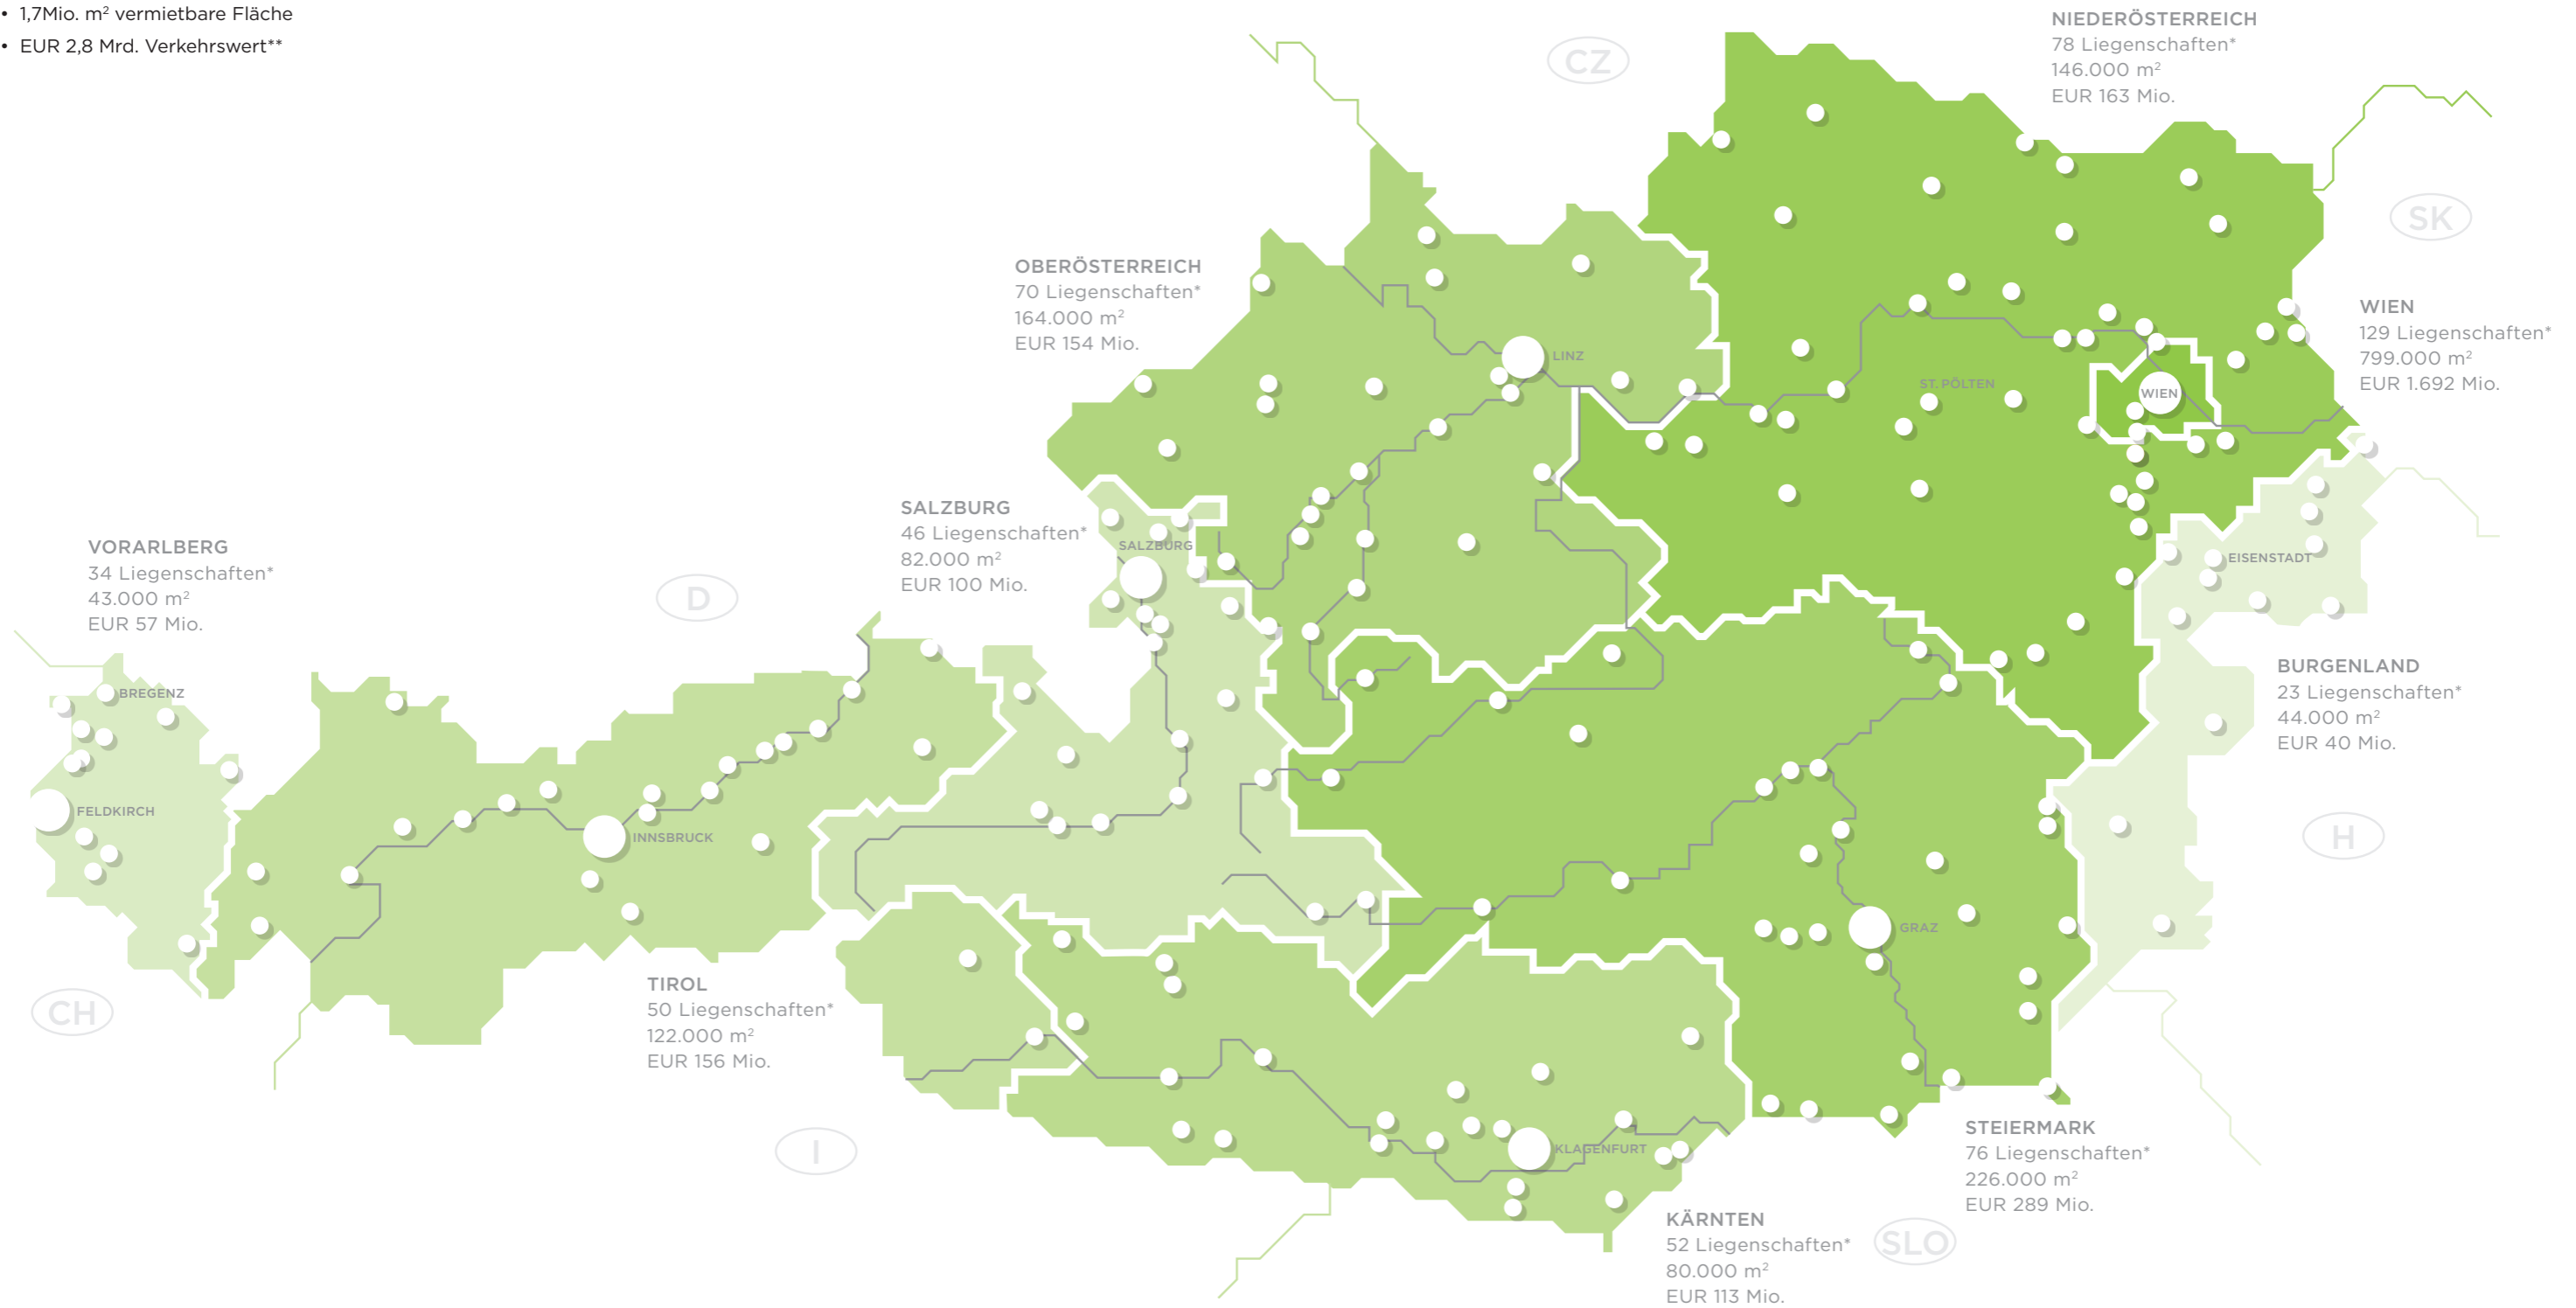 • 1,7Mio. m² vermietbare Fläche
• EUR 2,8 Mrd. Verkehrswert**
NIEDERÖSTERREICH
78 Liegenschaften*
146.000 m²
EUR 163 Mio.
CZ
SK
OBERÖSTERREICH
70 Liegenschaften*
164.000 m²
EUR 154 Mio.
WIEN
129 Liegenschaften*
799.000 m²
EUR 1.692 Mio.
LINZ
ST. PÖLTEN
WIEN
SALZBURG
46 Liegenschaften*
82.000 m²
EUR 100 Mio.
SALZBURG
VORARLBERG
34 Liegenschaften*
43.000 m²
EUR 57 Mio.
D
EISENSTADT
BREGENZ
BURGENLAND
23 Liegenschaften*
44.000 m²
EUR 40 Mio.
FELDKIRCH
INNSBRUCK
H
GRAZ
CH
TIROL
50 Liegenschaften*
122.000 m²
EUR 156 Mio.
I
KLAGENFURT
STEIERMARK
76 Liegenschaften*
226.000 m²
EUR 289 Mio.
KÄRNTEN
52 Liegenschaften*
80.000 m²
EUR 113 Mio.
SLO